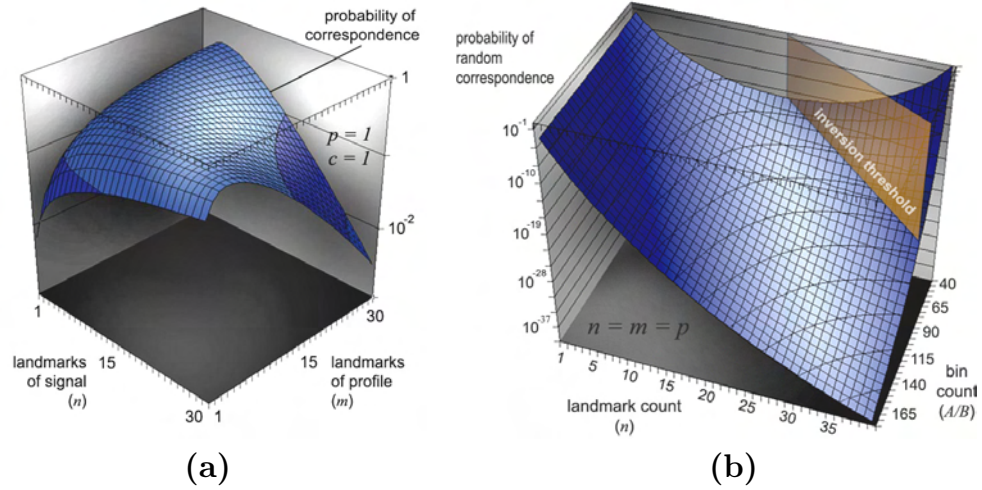 probability of
correspondence
1
p = 1
c = 1
10-2
1
30
landmarks
of signal
(n)
15
15
landmarks
of profile
(m)
30
1
(a)
probability of
random
correspondence
10-1
10-10
10-19
10-28
10-37
inversion threshold
n = m = p
1
5
10
15
20
25
30
35
landmark count
(n)
40
65
90
115
140
165
bin
count
(A/B)
(b)